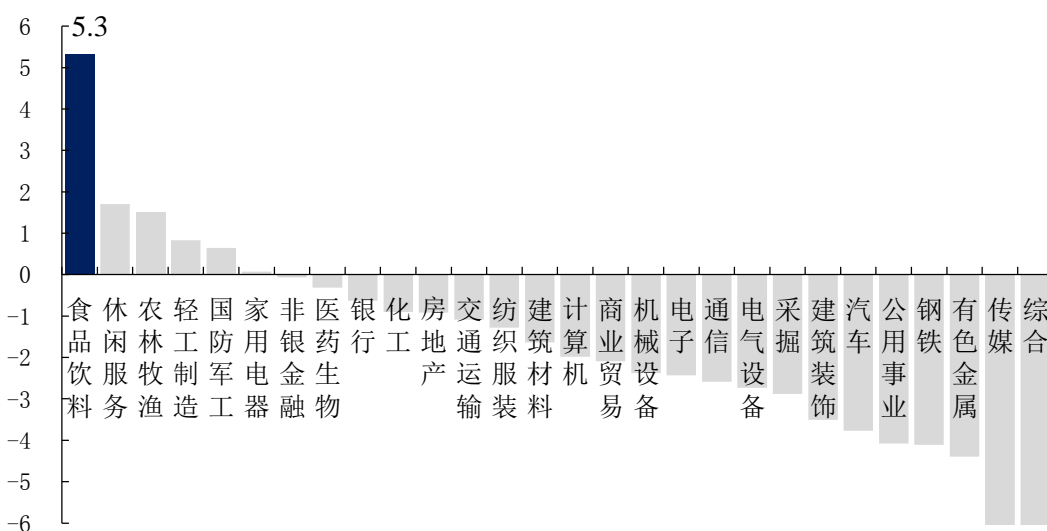 6
5.3
5
4
3
2
1
0
-1
-2
-3
-4
-5
-6
食品饮料
休闲服务
农林牧渔
轻工制造
国防军工
家用电器
非银金融
医药生物
银行
化工
房地产
交通运输
纺织服装
建筑材料
计算机
商业贸易
机械设备
电子
通信
电气设备
采掘
建筑装饰
汽车
公用事业
钢铁
有色金属
传媒
综合